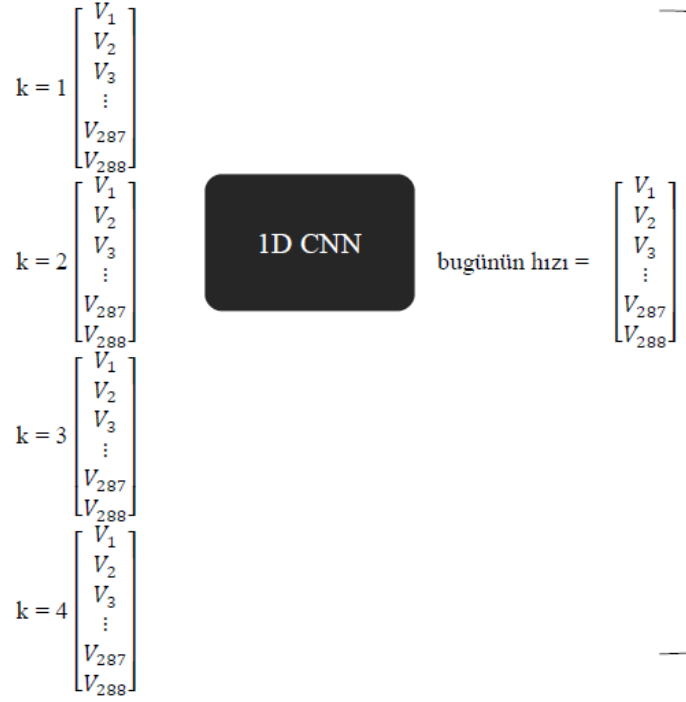 k = 1
V₁
V₂
V₃
⋮
V₂₈₇
V₂₈₈
k = 2
V₁
V₂
V₃
⋮
V₂₈₇
V₂₈₈
k = 3
V₁
V₂
V₃
⋮
V₂₈₇
V₂₈₈
k = 4
V₁
V₂
V₃
⋮
V₂₈₇
V₂₈₈
1D CNN
bugünün hızı =
V₁
V₂
V₃
⋮
V₂₈₇
V₂₈₈